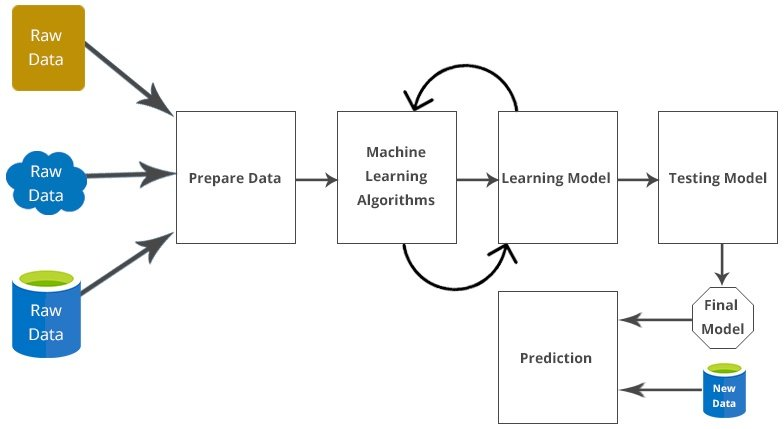 Raw
Data
Raw
Data
Raw
Data
Prepare Data
Machine
Learning
Algorithms
Learning Model
Testing Model
Final
Model
Prediction
New
Data